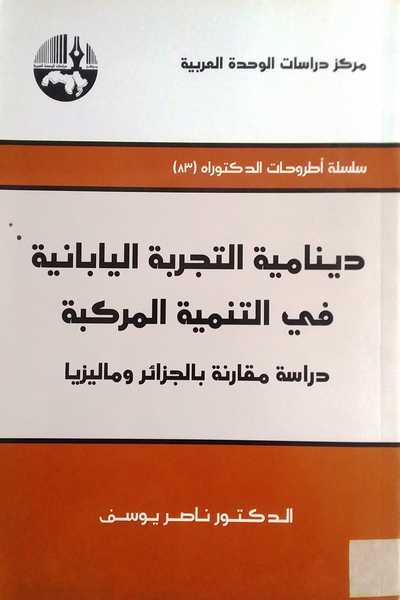 مركز دراسات الوحدة العربية
سلسلة أطروحات الدكتوراه (٨٣)
دينامية التجربة اليابانية
في التنمية المركبة
دراسة مقارنة بالجزائر وماليزيا
الدكتور ناصر يوسف